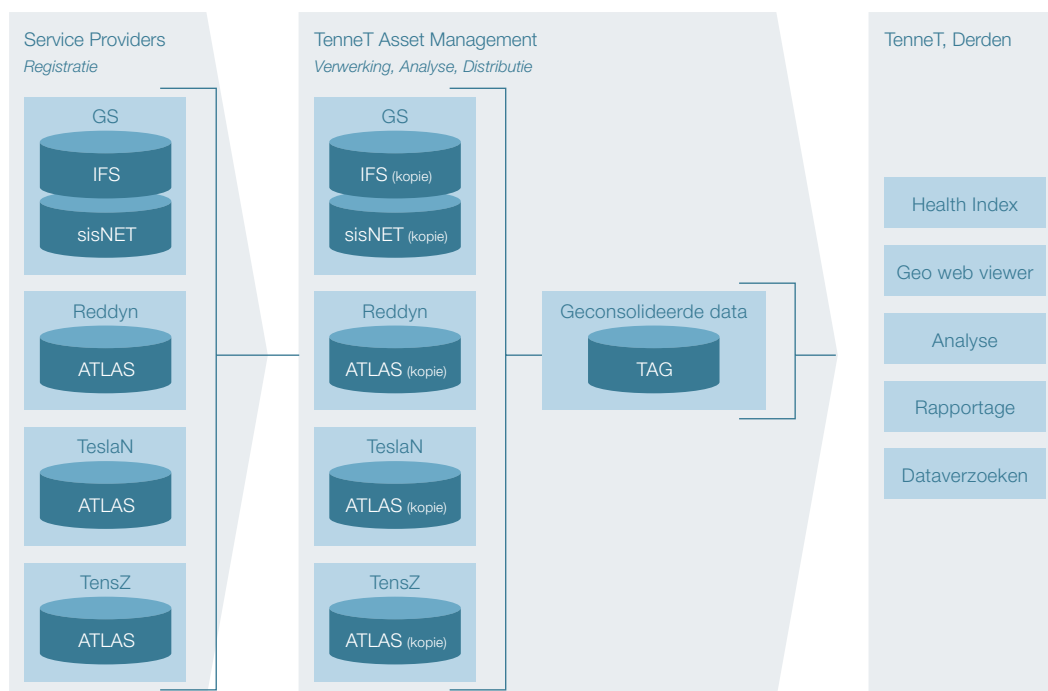 Service Providers
Registratie
GS
IFS
sisNET
Reddyn
ATLAS
TeslaN
ATLAS
TensZ
ATLAS
TenneT Asset Management
Verwerking, Analyse, Distributie
GS
IFS (kopie)
sisNET (kopie)
Reddyn
ATLAS (kopie)
TeslaN
ATLAS (kopie)
TensZ
ATLAS (kopie)
Geconsolideerde data
TAG
TenneT, Derden
Health Index
Geo web viewer
Analyse
Rapportage
Dataverzoeken